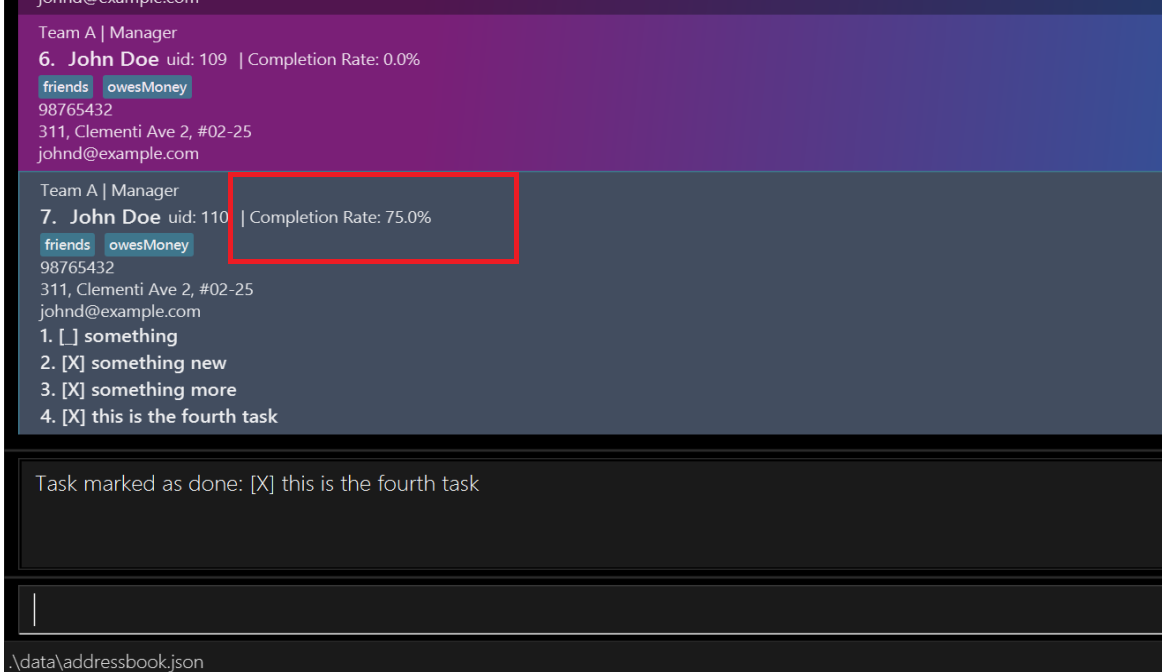 johnd@example.com
Team A | Manager
6. John Doe uid: 109 | Completion Rate: 0.0%
friends owesMoney
98765432
311, Clementi Ave 2, #02-25
johnd@example.com
Team A | Manager
7. John Doe uid: 110 | Completion Rate: 75.0%
friends owesMoney
98765432
311, Clementi Ave 2, #02-25
johnd@example.com
1. [_] something
2. [X] something new
3. [X] something more
4. [X] this is the fourth task
Task marked as done: [X] this is the fourth task
.\data\addressbook.json